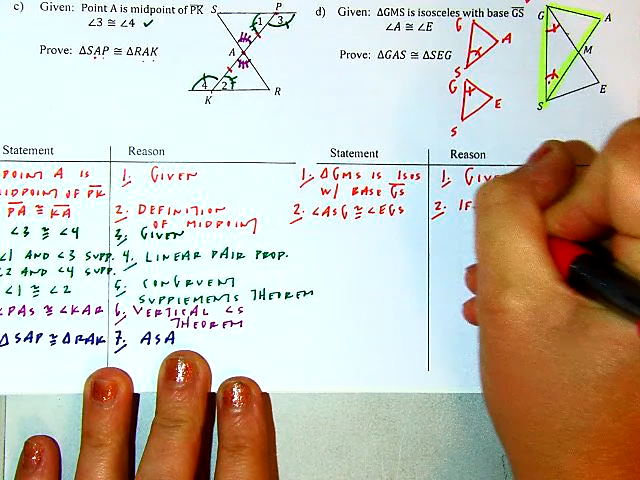 c) Given: Point A is midpoint of PK
∠3 ≅ ∠4 ✓
Prove: ΔSAP ≅ ΔRAK
S P
1 3
A
4 2
K R
d) Given: ΔGMS is isosceles with base GS
∠A ≅ ∠E
Prove: ΔGAS ≅ ΔSEG
G
A
S
G
E
S
G
A
M
E
S
Statement Reason
POINT A IS
MIDPOINT OF PK
1. GIVEN
PA ≅ KA
2. DEFINITION
OF MIDPOINT
∠3 ≅ ∠4
3. GIVEN
∠1 AND ∠3 SUPP.
∠2 AND ∠4 SUPP.
4. LINEAR PAIR PROP.
∠1 ≅ ∠2
5. CONGRUENT
SUPPLEMENTS THEOREM
∠PAS ≅ ∠KAR
6. VERTICAL ∠S
THEOREM
ΔSAP ≅ ΔRAK
7. ASA
Statement Reason
1. ΔGMS IS ISOS
W/ BASE GS
1. GIVE
2. ∠ASG ≅ ∠EGS
2. IF